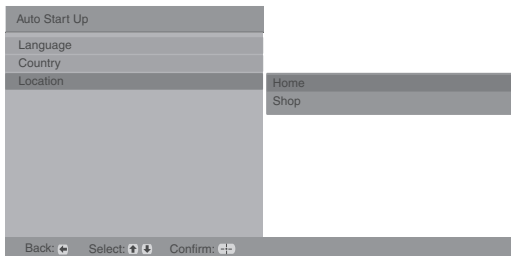 Auto Start Up
Language
Country
Location
Home
Shop
Back: Select: Confirm: